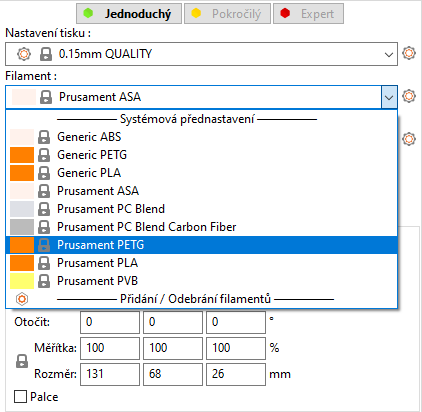 Jednoduchý Pokročilý Expert
Nastavení tisku :
0.15mm QUALITY
Filament :
Prusament ASA
Systémová přednastavení
Generic ABS
Generic PETG
Generic PLA
Prusament ASA
Prusament PC Blend
Prusament PC Blend Carbon Fiber
Prusament PETG
Prusament PLA
Prusament PVB
Přidání / Odebrání filamentů
Otočit: 0 0 0 °
Měřítka: 100 100 100 %
Rozměr: 131 68 26 mm
Palce